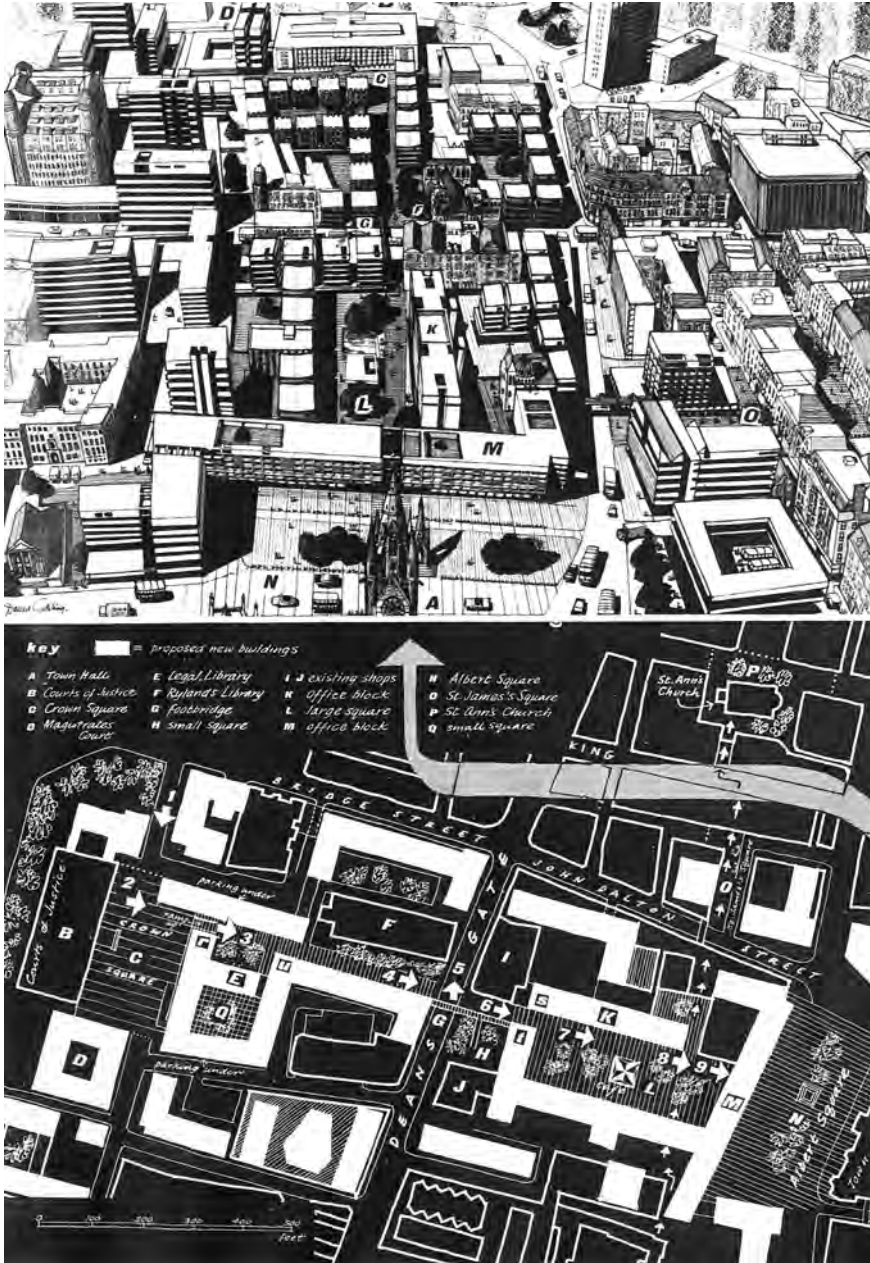 D
C
G
K
L
M
O
N
A
key = proposed new buildings
A Town Hall
B Courts of Justice
C Crown Square
D Magistrates Court
E Legal Library
F Rylands Library
G footbridge
H small square
I J existing shops
K Office block
L large square
M office block
N Albert Square
O St James's Square
P St Ann's Church
Q small square
P
St. Ann's
Church
KING
STREET
BRIDGE
STREET
1
JOHN DALTON
STREET
parking under
2
Courts of Justice
B
CROWN
C
SQUARE
3
F
r
E
u
4
5
I
O
6
s
K
Q
G
H
t
7
8
9
L
M
D
parking under
J
DEANSGATE
N
Albert Square
TOWN
0 100 200 300 400 500
feet